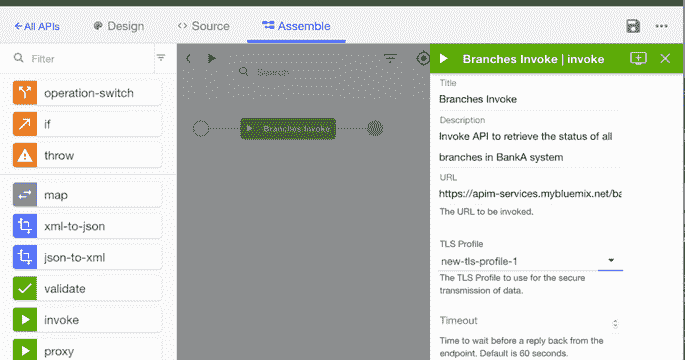 All APIs
Design
Source
Assemble
Filter
Search
Branches Invoke | invoke
operation-switch
if
throw
map
xml-to-json
json-to-xml
validate
invoke
proxy
Branches Invoke
Title
Branches Invoke
Description
Invoke API to retrieve the status of all
branches in BankA system
URL
https://apim-services.mybluemix.net/ba
The URL to be invoked.
TLS Profile
new-tls-profile-1
The TLS Profile to use for the secure
transmission of data.
Timeout
Time to wait before a reply back from the
endpoint. Default is 60 seconds.